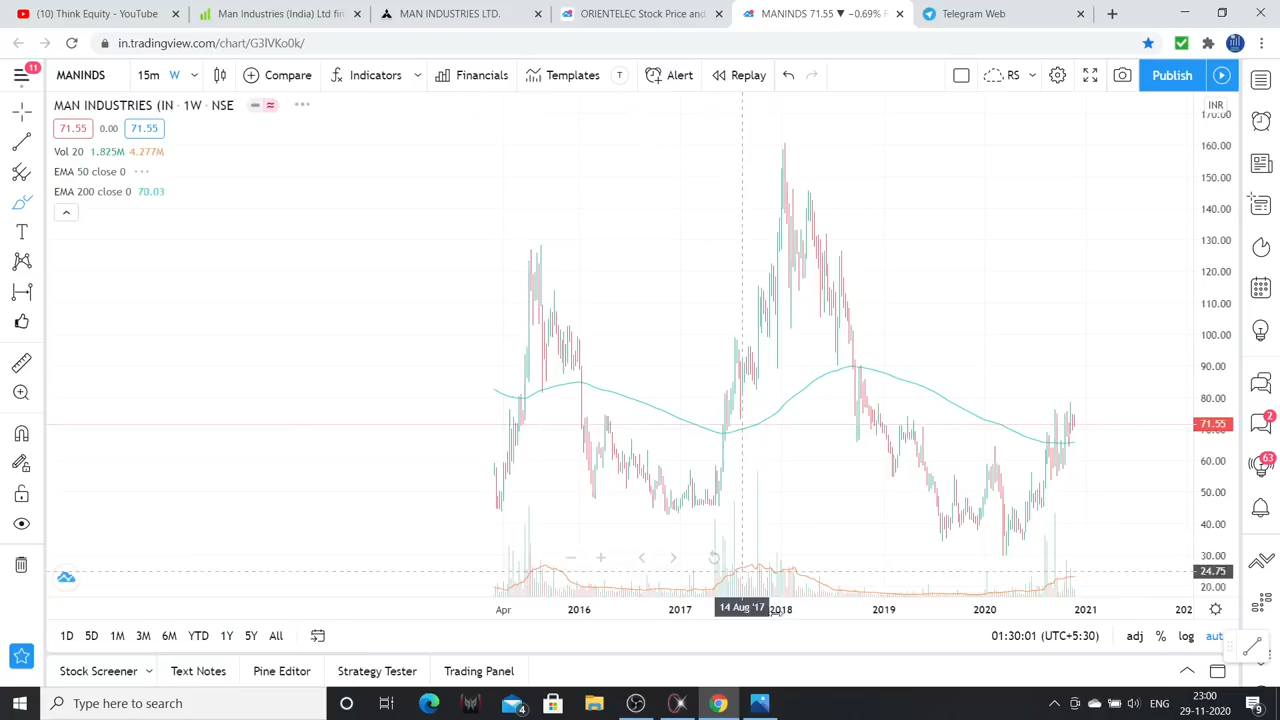 (10) Think Equity - YouTube
Man Industries (India) Ltd fin
MAN INDUSTRIES LTD.
ORIENTELEC Stock Price and
MANINDS 71.55 ▼ −0.69% R
Telegram Web
in.tradingview.com/chart/G3lVKo0k/
11
MANINDS 15m W Compare Indicators Financials Templates T Alert Replay RS Publish
MAN INDUSTRIES (IN · 1W · NSE
INR
71.55 0.00 71.55
Vol 20 1.825M 4.277M
EMA 50 close 0
EMA 200 close 0 70.03
170.00
160.00
150.00
140.00
130.00
120.00
110.00
100.00
90.00
80.00
71.55
70.00
60.00
50.00
40.00
30.00
24.75
20.00
2
63
Apr 2016 2017 14 Aug '17 2018 2019 2020 2021 202
1D 5D 1M 3M 6M YTD 1Y 5Y All 01:30:01 (UTC+5:30) adj % log aut
Stock Screener Text Notes Pine Editor Strategy Tester Trading Panel
Type here to search
4
ENG
23:00
29-11-2020
9